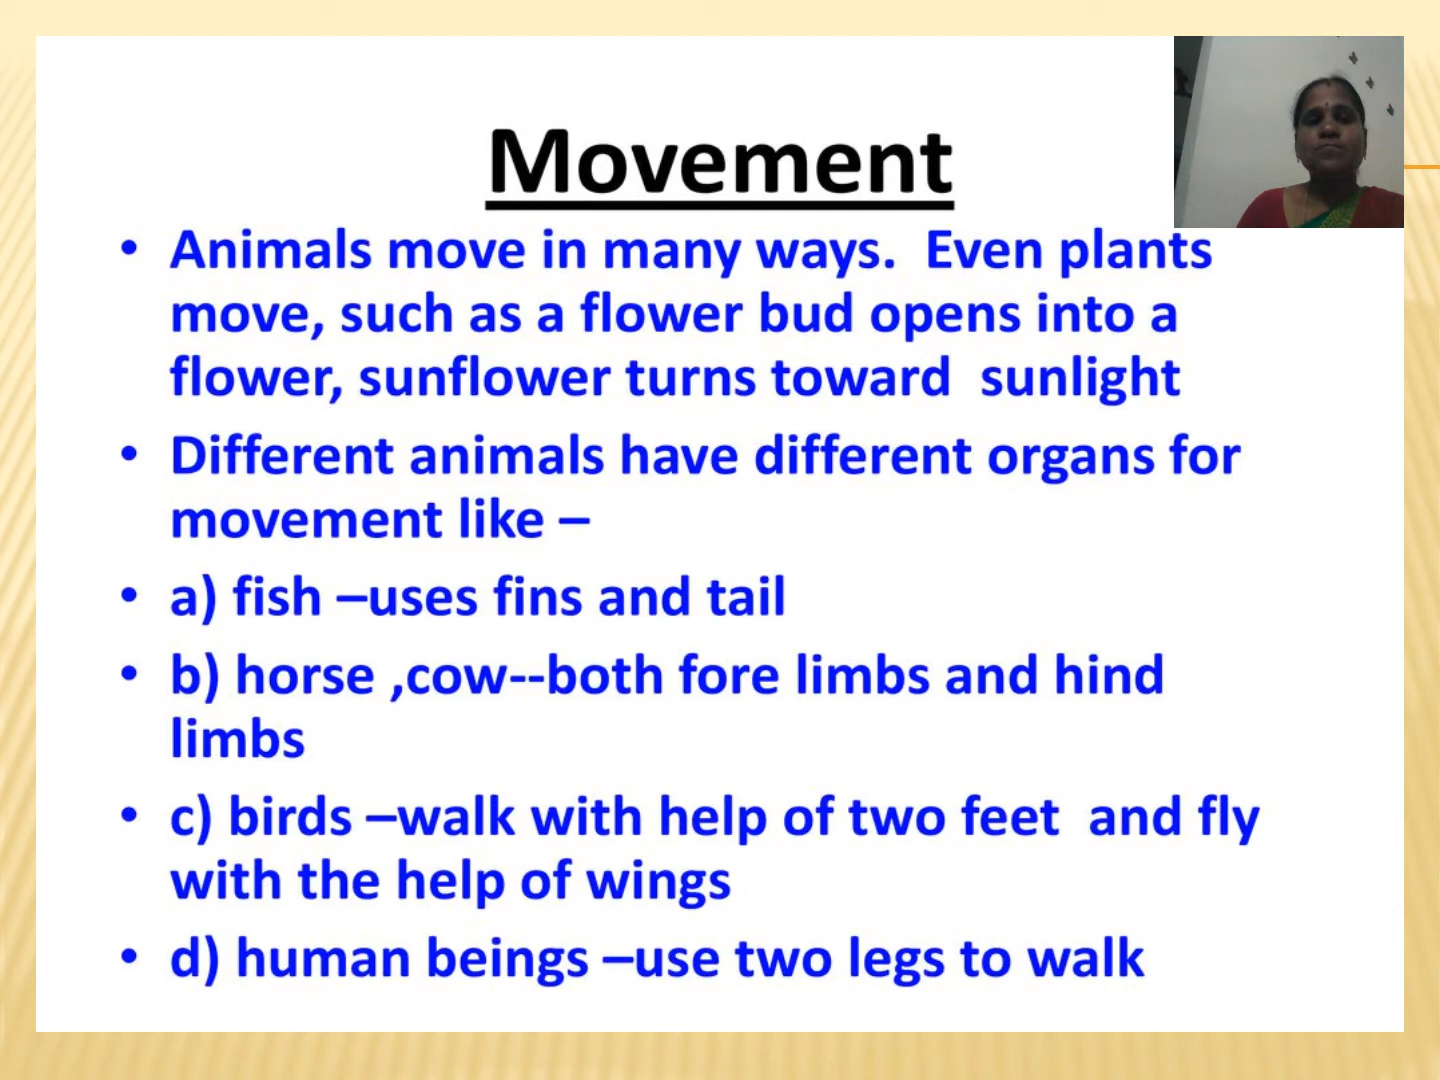 Movement
• Animals move in many ways.  Even plants
move, such as a flower bud opens into a
flower, sunflower turns toward  sunlight
• Different animals have different organs for
movement like –
• a) fish –uses fins and tail
• b) horse ,cow--both fore limbs and hind
limbs
• c) birds –walk with help of two feet  and fly
with the help of wings
• d) human beings –use two legs to walk